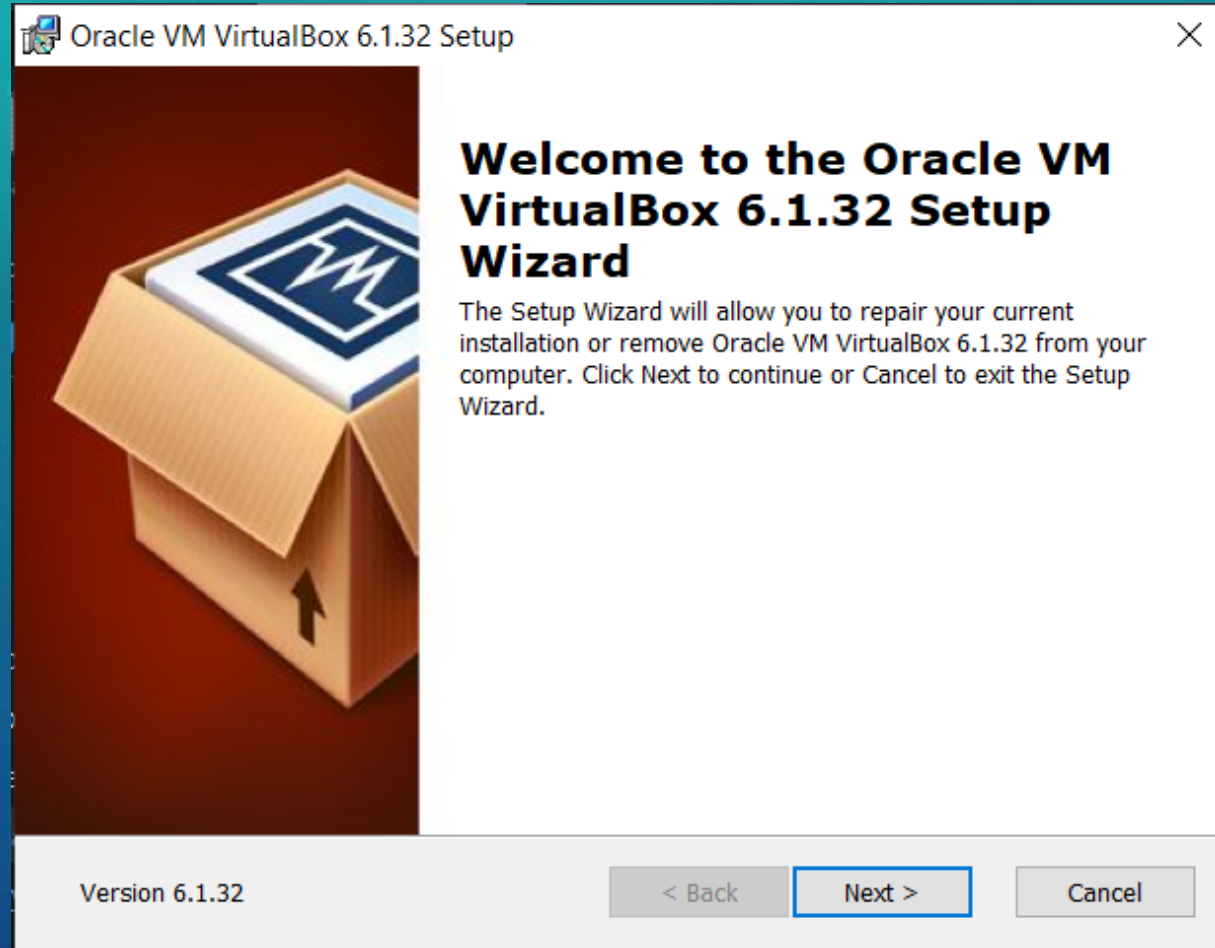 Oracle VM VirtualBox 6.1.32 Setup
Welcome to the Oracle VM
VirtualBox 6.1.32 Setup
Wizard
The Setup Wizard will allow you to repair your current
installation or remove Oracle VM VirtualBox 6.1.32 from your
computer. Click Next to continue or Cancel to exit the Setup
Wizard.
Version 6.1.32
< Back
Next >
Cancel